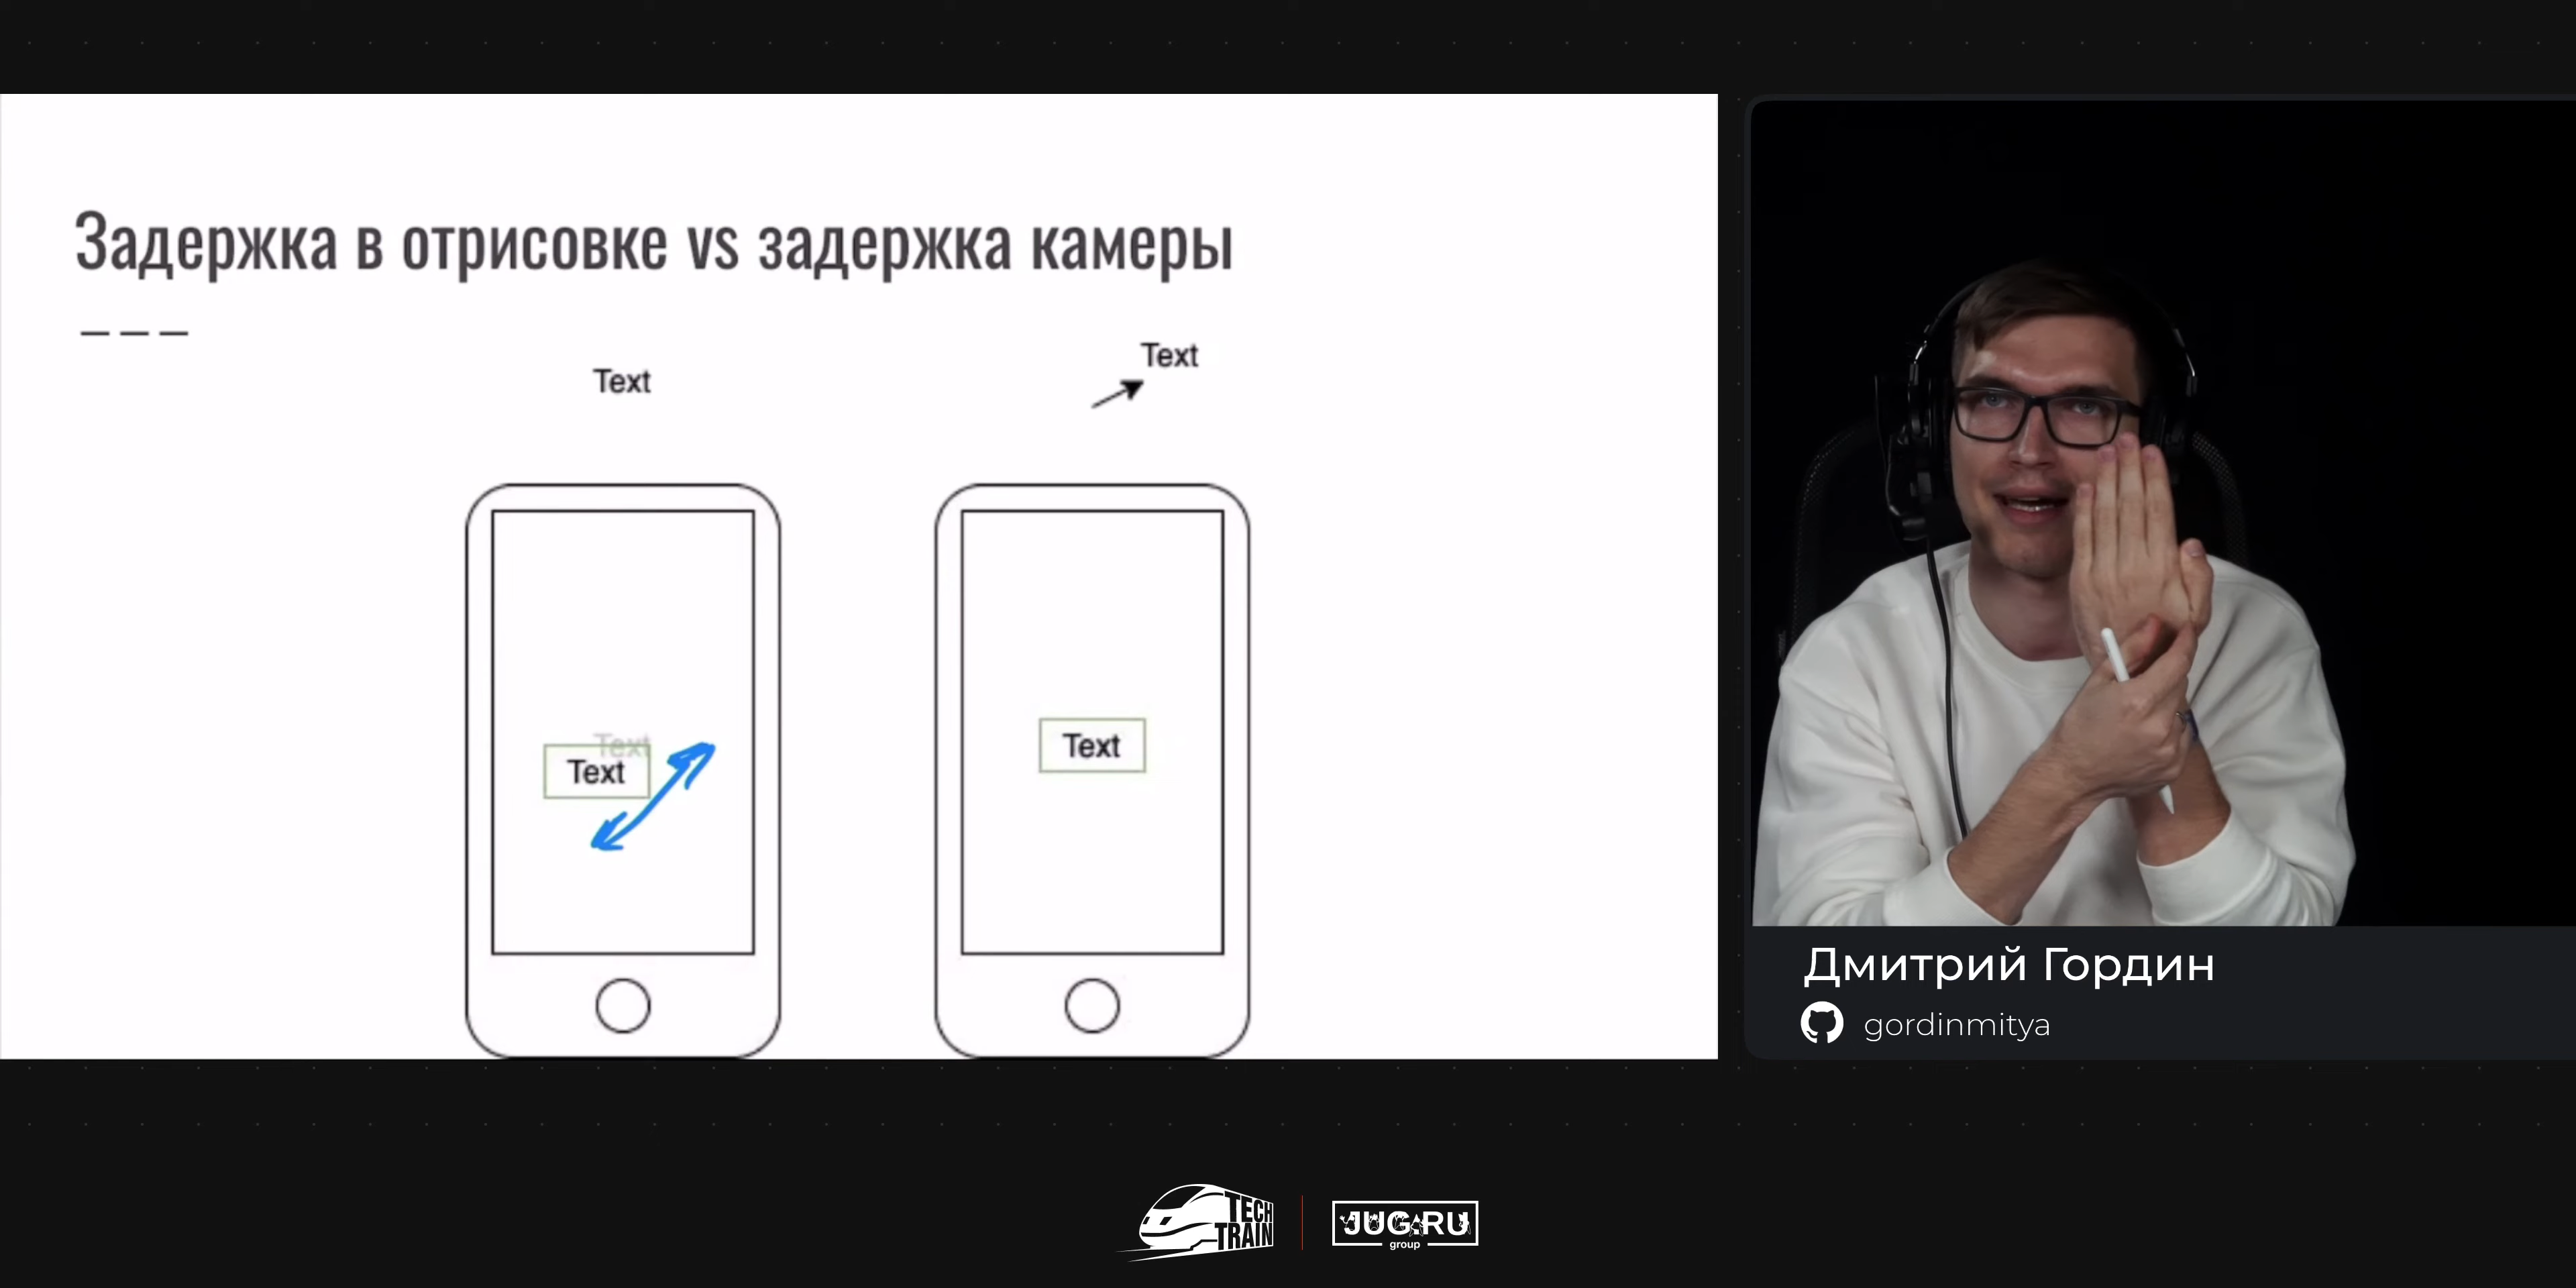 Задержка в отрисовке vs задержка камеры
Text
Text
Text
Text
Text
Дмитрий Гордин
gordinmitya
TECH
TRAIN
JUG.RU
group